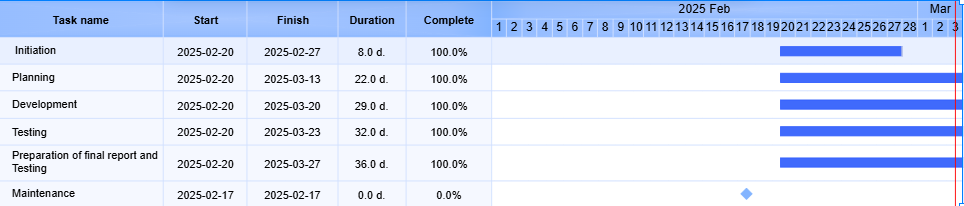 Task name Start Finish Duration Complete 2025 Feb Mar
1 2 3 4 5 6 7 8 9 10 11 12 13 14 15 16 17 18 19 20 21 22 23 24 25 26 27 28 1 2 3
Initiation 2025-02-20 2025-02-27 8.0 d. 100.0%
Planning 2025-02-20 2025-03-13 22.0 d. 100.0%
Development 2025-02-20 2025-03-20 29.0 d. 100.0%
Testing 2025-02-20 2025-03-23 32.0 d. 100.0%
Preparation of final report and
Testing 2025-02-20 2025-03-27 36.0 d. 100.0%
Maintenance 2025-02-17 2025-02-17 0.0 d. 0.0%